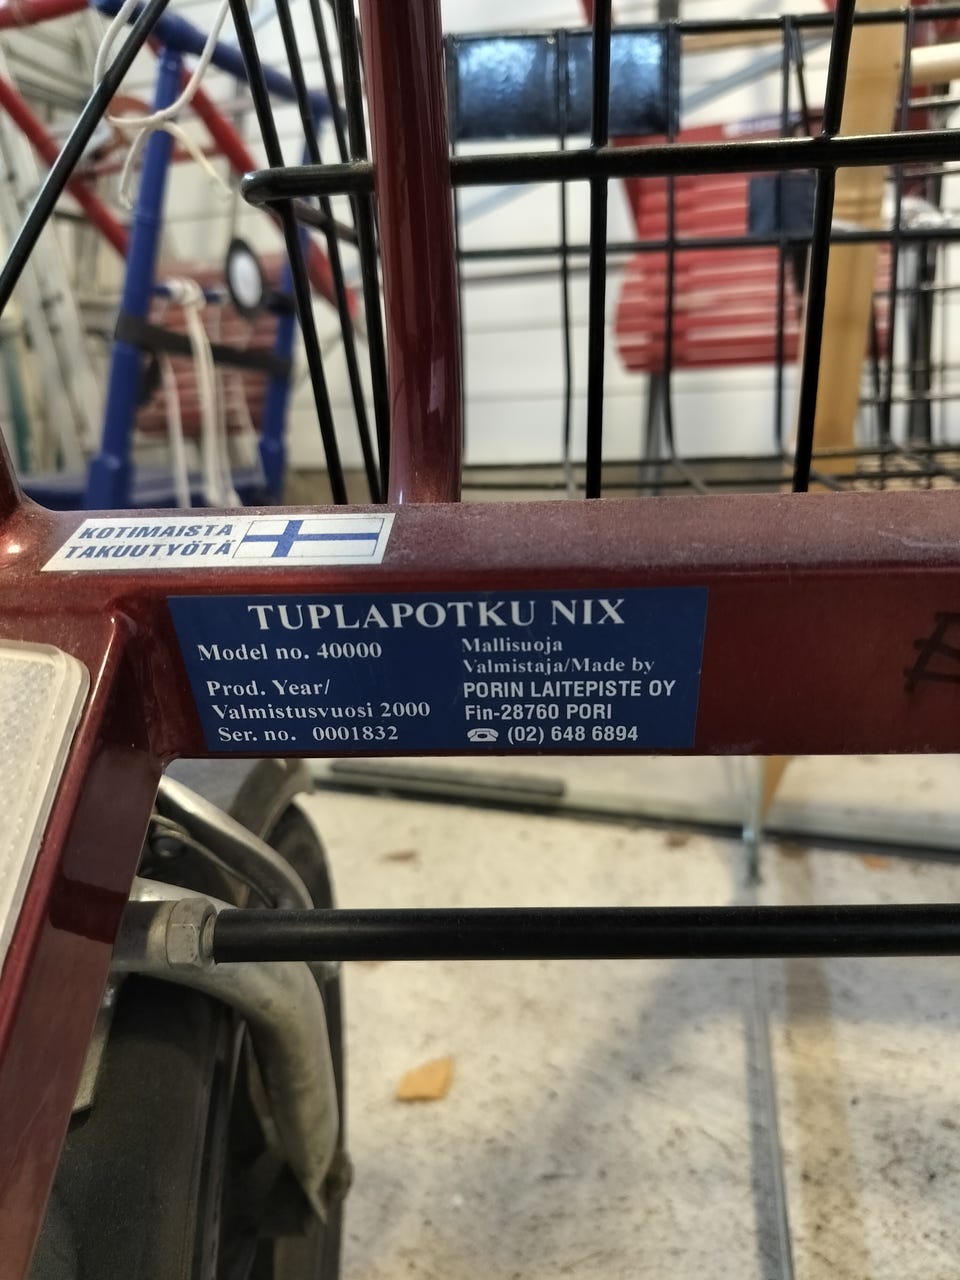 KOTIMAISTA
TAKUUTYÖTÄ
TUPLAPOTKU NIX
Model no. 40000
Prod. Year/
Valmistusvuosi 2000
Ser. no. 0001832
Mallisuoja
Valmistaja/Made by
PORIN LAITEPISTE OY
Fin-28760 PORI
☎ (02) 648 6894